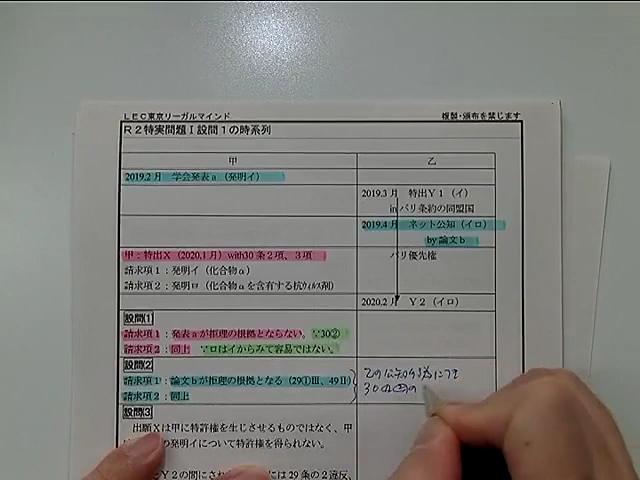 LEC東京リーガルマインド 複製・頒布を禁じます
R2特実問題Ⅰ設問1の時系列
甲 乙
2019.2月 学会発表a(発明イ)
2019.3月 特出Y1(イ)
inパリ条約の同盟国
2019.4月 ネット公知(イロ)
by論文b
甲:特出X(2020.1月)with30条2項、3項 パリ優先権
請求項1:発明イ(化合物α)
請求項2:発明ロ(化合物αを含有する抗ウィルス剤)
2020.2月 Y2(イロ)
設問(1)
請求項1:発表aが拒理の根拠とならない。∵30②
請求項2:同上 ∵ロはイからみて容易ではない。
設問(2)
請求項1:論文bが拒理の根拠となる(29①Ⅲ、49Ⅱ) 乙の公知行為につき
請求項2:同上 30
設問(3)
出願Xは甲に特許権を生じさせるものではなく、甲
の発明イについて特許権を得られない。
Y2の間にさ には29条の2違反、